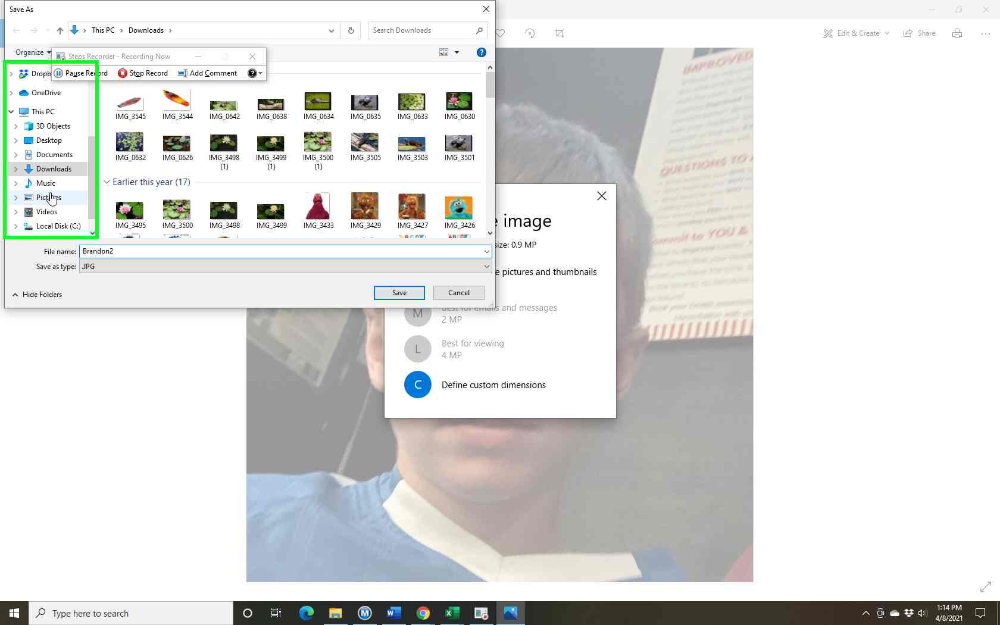 Save As
This PC > Downloads >
Search Downloads
Edit & Create
Share
Organize
Steps Recorder - Recording Now
Pause Record
Stop Record
Add Comment
Dropb
OneDrive
This PC
3D Objects
Desktop
Documents
Downloads
Music
Pictures
Videos
Local Disk (C:)
IMG_3545
IMG_3544
IMG_0642
IMG_0638
IMG_0634
IMG_0635
IMG_0633
IMG_0630
IMG_0632
IMG_0626
IMG_3498 (1)
IMG_3499 (1)
IMG_3500 (1)
IMG_3505
IMG_3503
IMG_3501
Earlier this year (17)
IMG_3495
IMG_3500
IMG_3498
IMG_3499
IMG_3433
IMG_3429
IMG_3427
IMG_3426
File name: Brandon2
Save as type: .JPG
Hide Folders
Save
Cancel
e image
size: 0.9 MP
e pictures and thumbnails
M
Best for emails and messages
2 MP
L
Best for viewing
4 MP
C
Define custom dimensions
IMPROVED
QUESTIONS TO A
mmit to YOU &
Type here to search
1:14 PM
4/8/2021